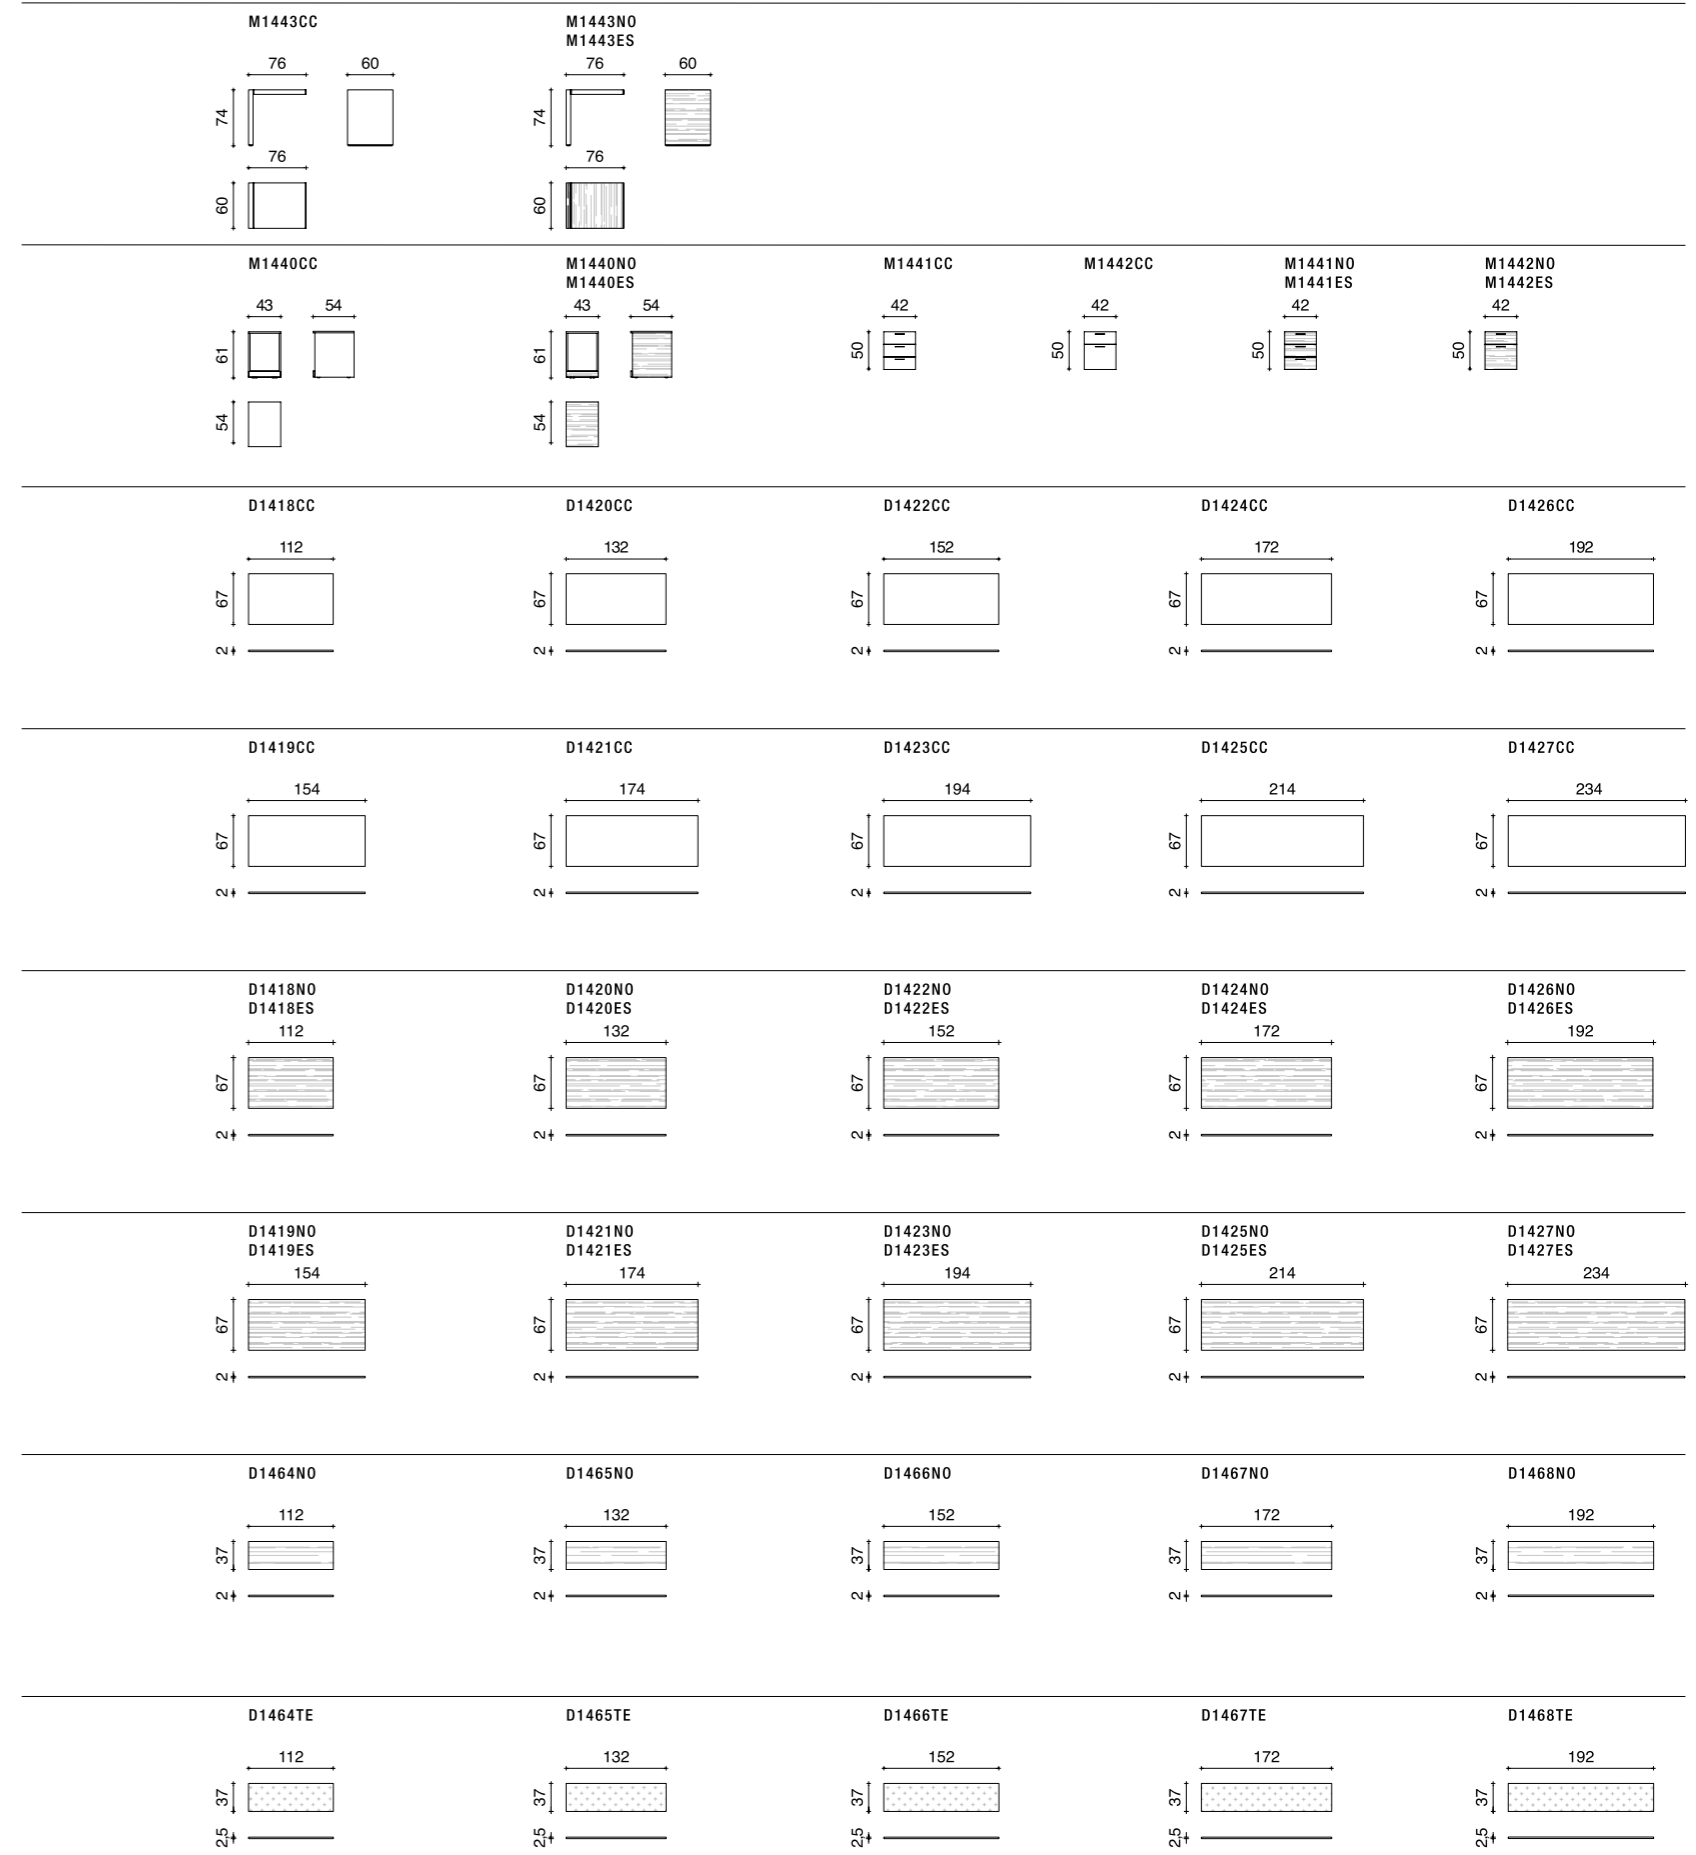 M1443CC M1443NO
M1443ES
76 60 76 60
74 74
76 76
60 60
M1440CC M1440NO M1441CC M1442CC M1441NO M1442NO
M1440ES M1441ES M1442ES
43 54 43 54 42 42 42 42
61 61 50 50 50 50
54 54
D1418CC D1420CC D1422CC D1424CC D1426CC
112 132 152 172 192
67 67 67 67 67
2 2 2 2 2
D1419CC D1421CC D1423CC D1425CC D1427CC
154 174 194 214 234
67 67 67 67 67
2 2 2 2 2
D1418NO D1420NO D1422NO D1424NO D1426NO
D1418ES D1420ES D1422ES D1424ES D1426ES
112 132 152 172 192
67 67 67 67 67
2 2 2 2 2
D1419NO D1421NO D1423NO D1425NO D1427NO
D1419ES D1421ES D1423ES D1425ES D1427ES
154 174 194 214 234
67 67 67 67 67
2 2 2 2 2
D1464NO D1465NO D1466NO D1467NO D1468NO
112 132 152 172 192
37 37 37 37 37
2 2 2 2 2
D1464TE D1465TE D1466TE D1467TE D1468TE
112 132 152 172 192
37 37 37 37 37
2,5 2,5 2,5 2,5 2,5